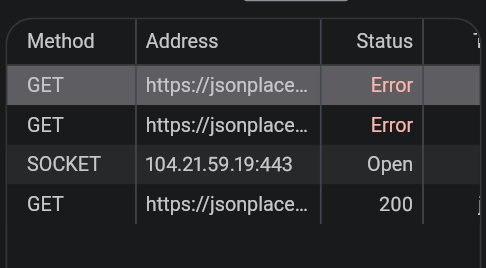 Method Address Status
GET https://jsonplace... Error
GET https://jsonplace... Error
SOCKET 104.21.59.19:443 Open
GET https://jsonplace... 200